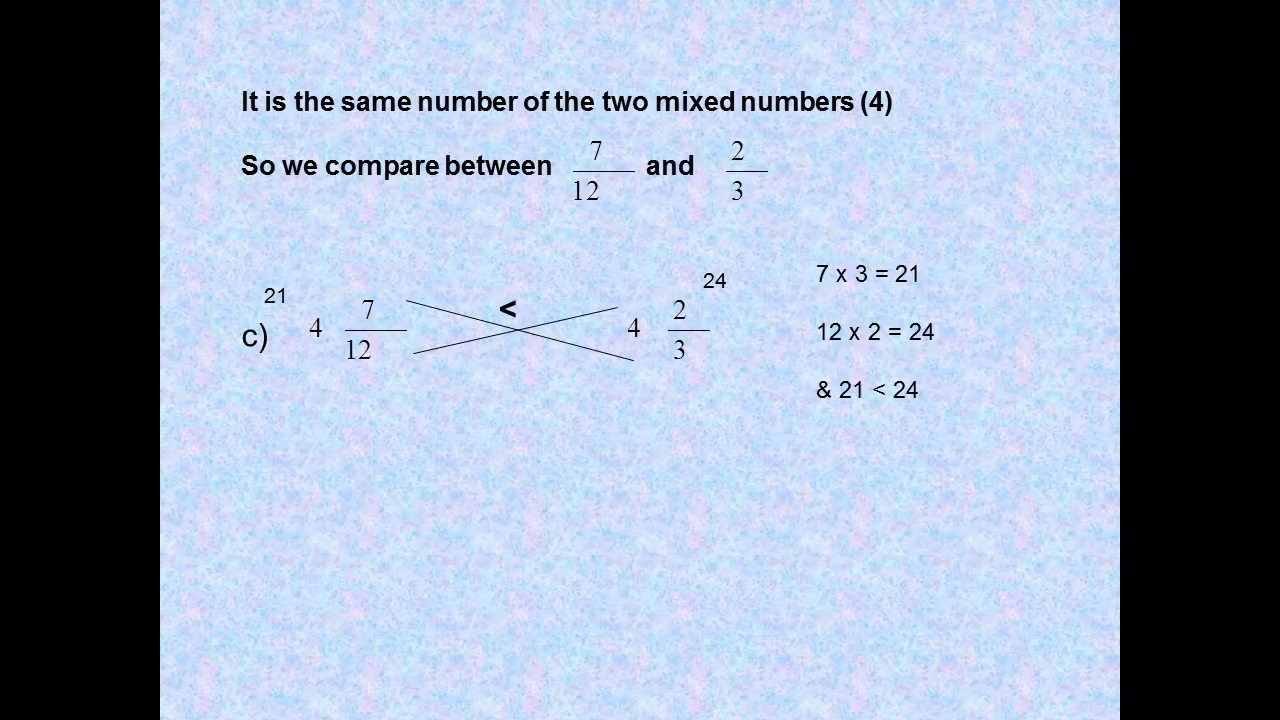 It is the same number of the two mixed numbers (4)
So we compare between 7/12 and 2/3
21 24
c) 4 7/12 < 4 2/3
7 x 3 = 21
12 x 2 = 24
& 21 < 24